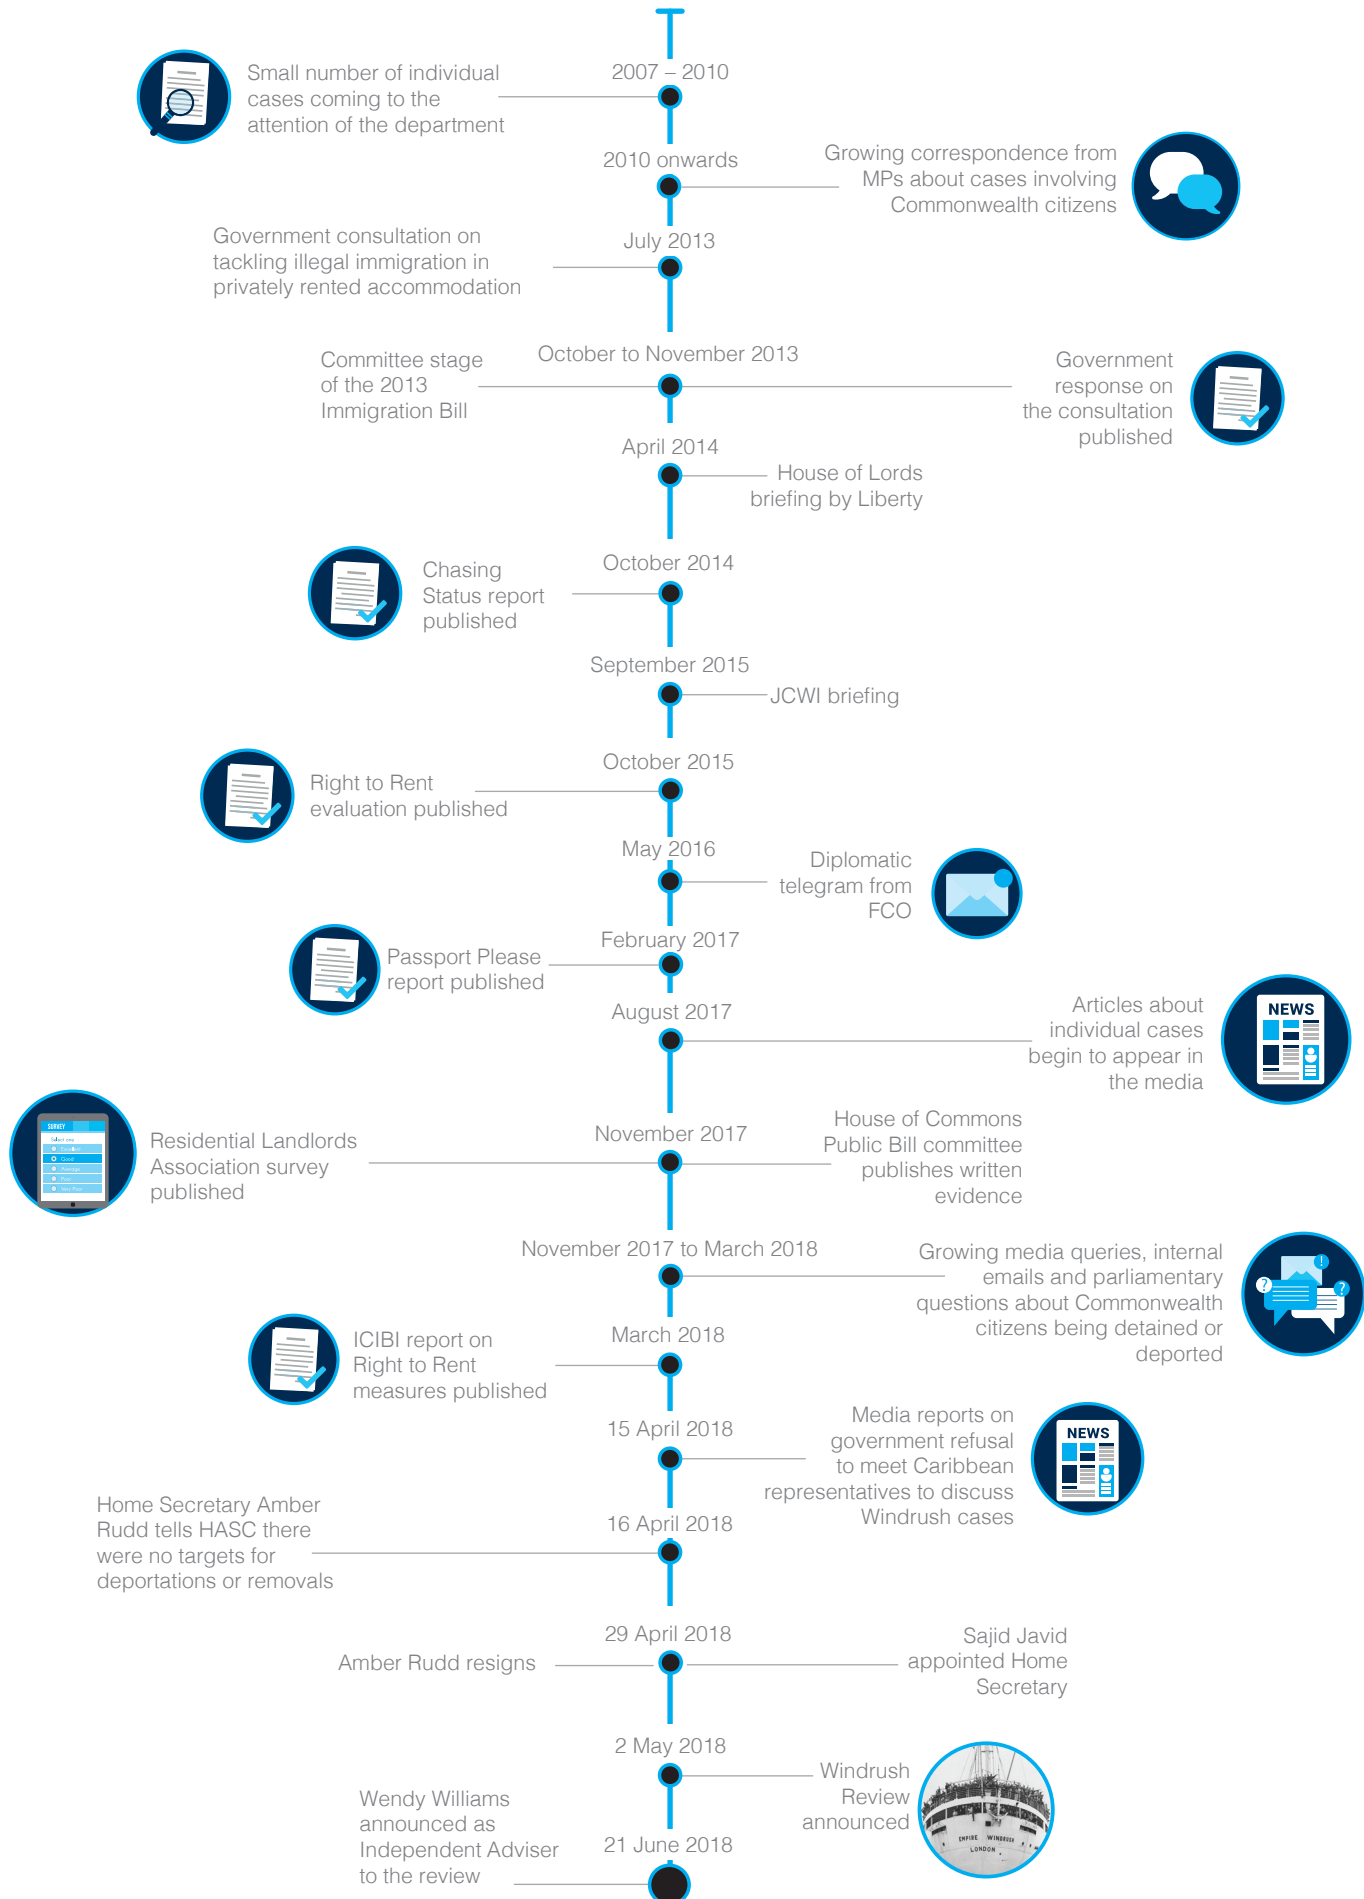 2007 – 2010
Small number of individual
cases coming to the
attention of the department
2010 onwards
Growing correspondence from
MPs about cases involving
Commonwealth citizens
July 2013
Government consultation on
tackling illegal immigration in
privately rented accommodation
October to November 2013
Committee stage
of the 2013
Immigration Bill
Government
response on
the consultation
published
April 2014
House of Lords
briefing by Liberty
October 2014
Chasing
Status report
published
September 2015
JCWI briefing
October 2015
Right to Rent
evaluation published
May 2016
Diplomatic
telegram from
FCO
February 2017
Passport Please
report published
August 2017
Articles about
individual cases
begin to appear in
the media
NEWS
November 2017
SURVEY
Select one
Excellent
Good
Average
Poor
Very Poor
Residential Landlords
Association survey
published
House of Commons
Public Bill committee
publishes written
evidence
November 2017 to March 2018
Growing media queries, internal
emails and parliamentary
questions about Commonwealth
citizens being detained or
deported
?
!
?
March 2018
ICIBI report on
Right to Rent
measures published
15 April 2018
Media reports on
government refusal
to meet Caribbean
representatives to discuss
Windrush cases
NEWS
16 April 2018
Home Secretary Amber
Rudd tells HASC there
were no targets for
deportations or removals
29 April 2018
Amber Rudd resigns
Sajid Javid
appointed Home
Secretary
2 May 2018
Windrush
Review
announced
EMPIRE WINDRUSH
LONDON
21 June 2018
Wendy Williams
announced as
Independent Adviser
to the review